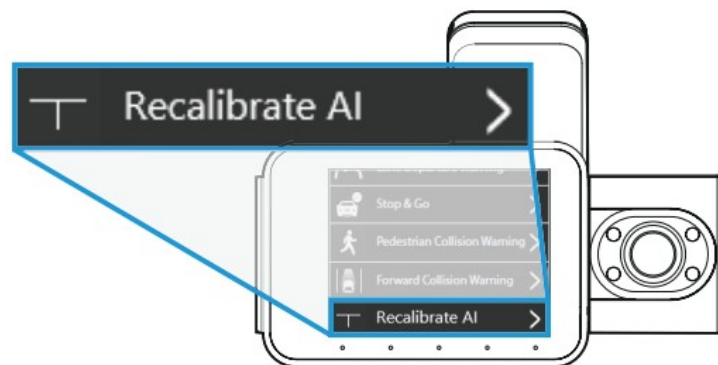 Recalibrate AI
Stop & Go
Pedestrian Collision Warning
Forward Collision Warning
Recalibrate AI